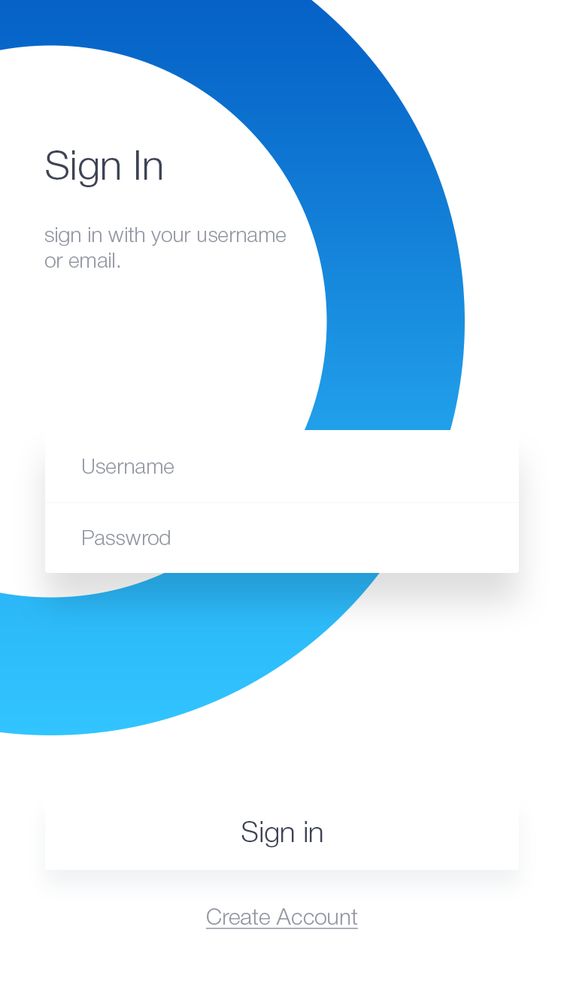 Sign In
sign in with your username
or email.
Username
Passwrod
Sign in
Create Account